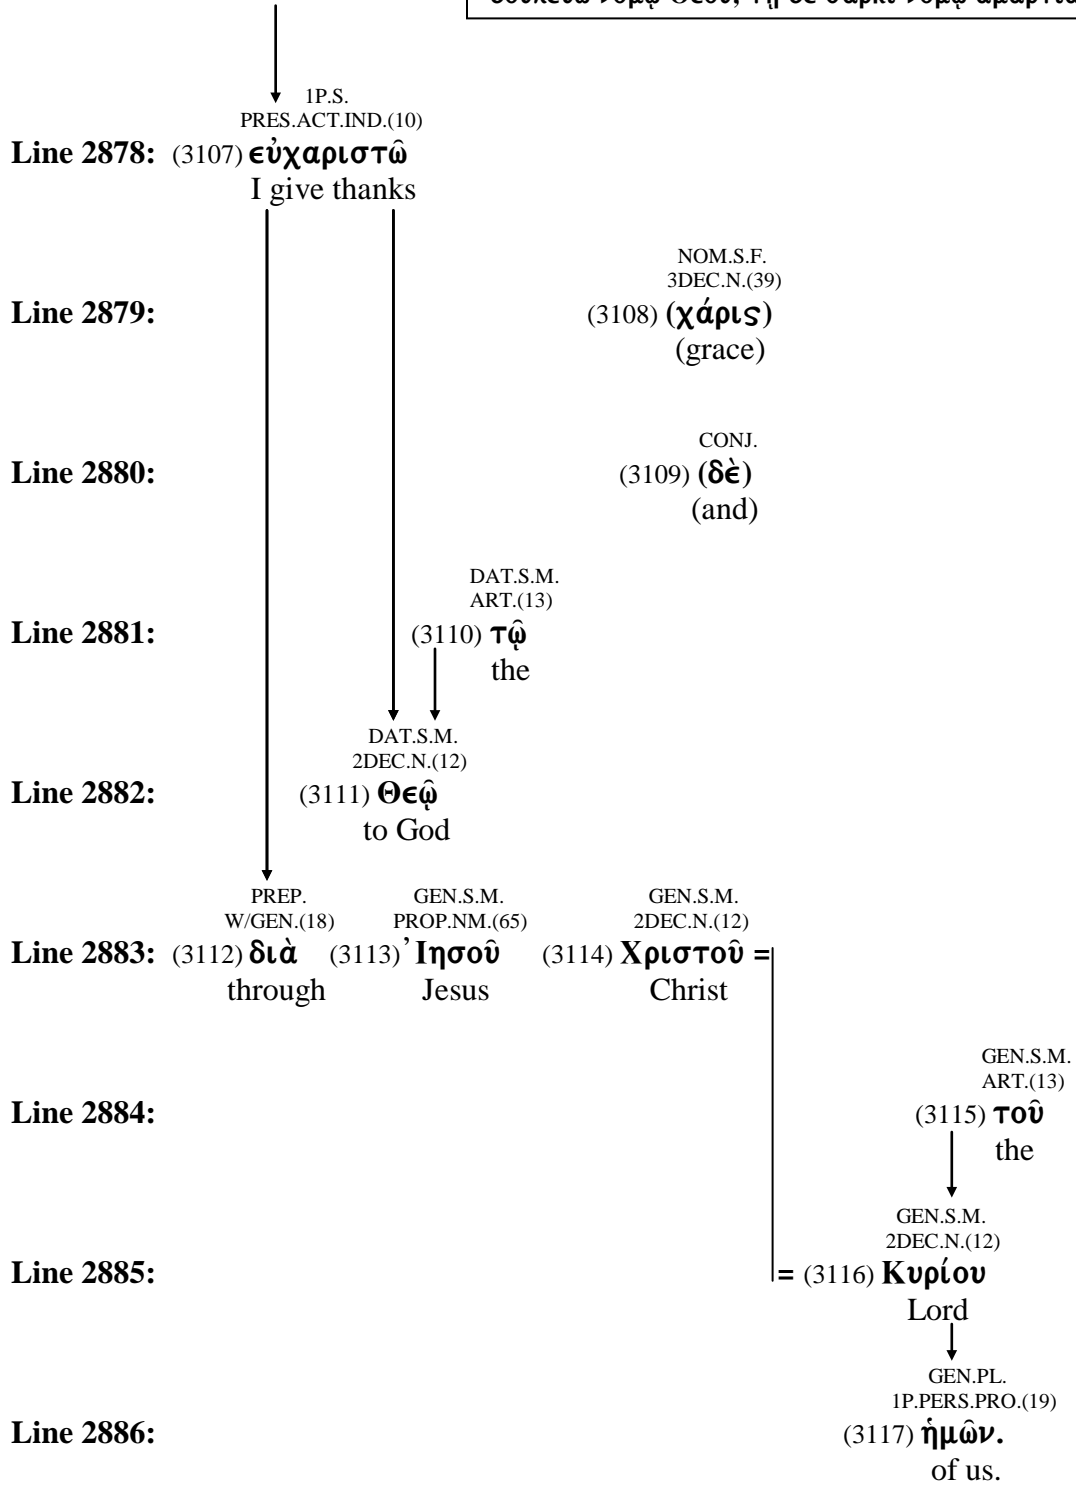 1P.S.
PRES.ACT.IND.(10)
Line 2878: (3107) εὐχαριστῶ
I give thanks
NOM.S.F.
3DEC.N.(39)
Line 2879: (3108) (χάρις)
(grace)
CONJ.
Line 2880: (3109) (δὲ)
(and)
DAT.S.M.
ART.(13)
Line 2881: (3110) τῷ
the
DAT.S.M.
2DEC.N.(12)
Line 2882: (3111) Θεῷ
to God
PREP. GEN.S.M. GEN.S.M.
W/GEN.(18) PROP.NM.(65) 2DEC.N.(12)
Line 2883: (3112) διὰ (3113) Ἰησοῦ (3114) Χριστοῦ =
through Jesus Christ
GEN.S.M.
ART.(13)
Line 2884: (3115) τοῦ
the
GEN.S.M.
2DEC.N.(12)
Line 2885: = (3116) Κυρίου
Lord
GEN.PL.
1P.PERS.PRO.(19)
Line 2886: (3117) ἡμῶν.
of us.